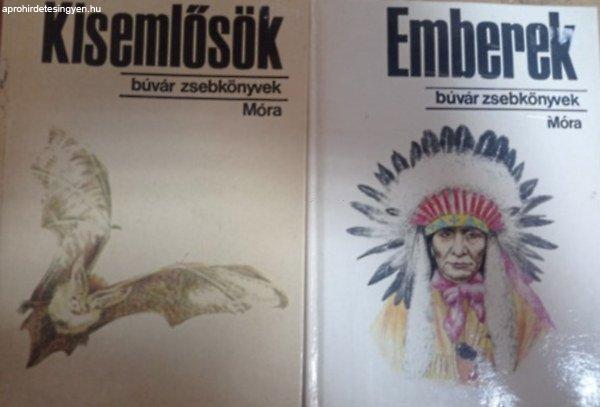 aprohirdetesingyen.hu
Kisemlősök
búvár zsebkönyvek
Móra
Emberek
búvár zsebkönyvek
Móra